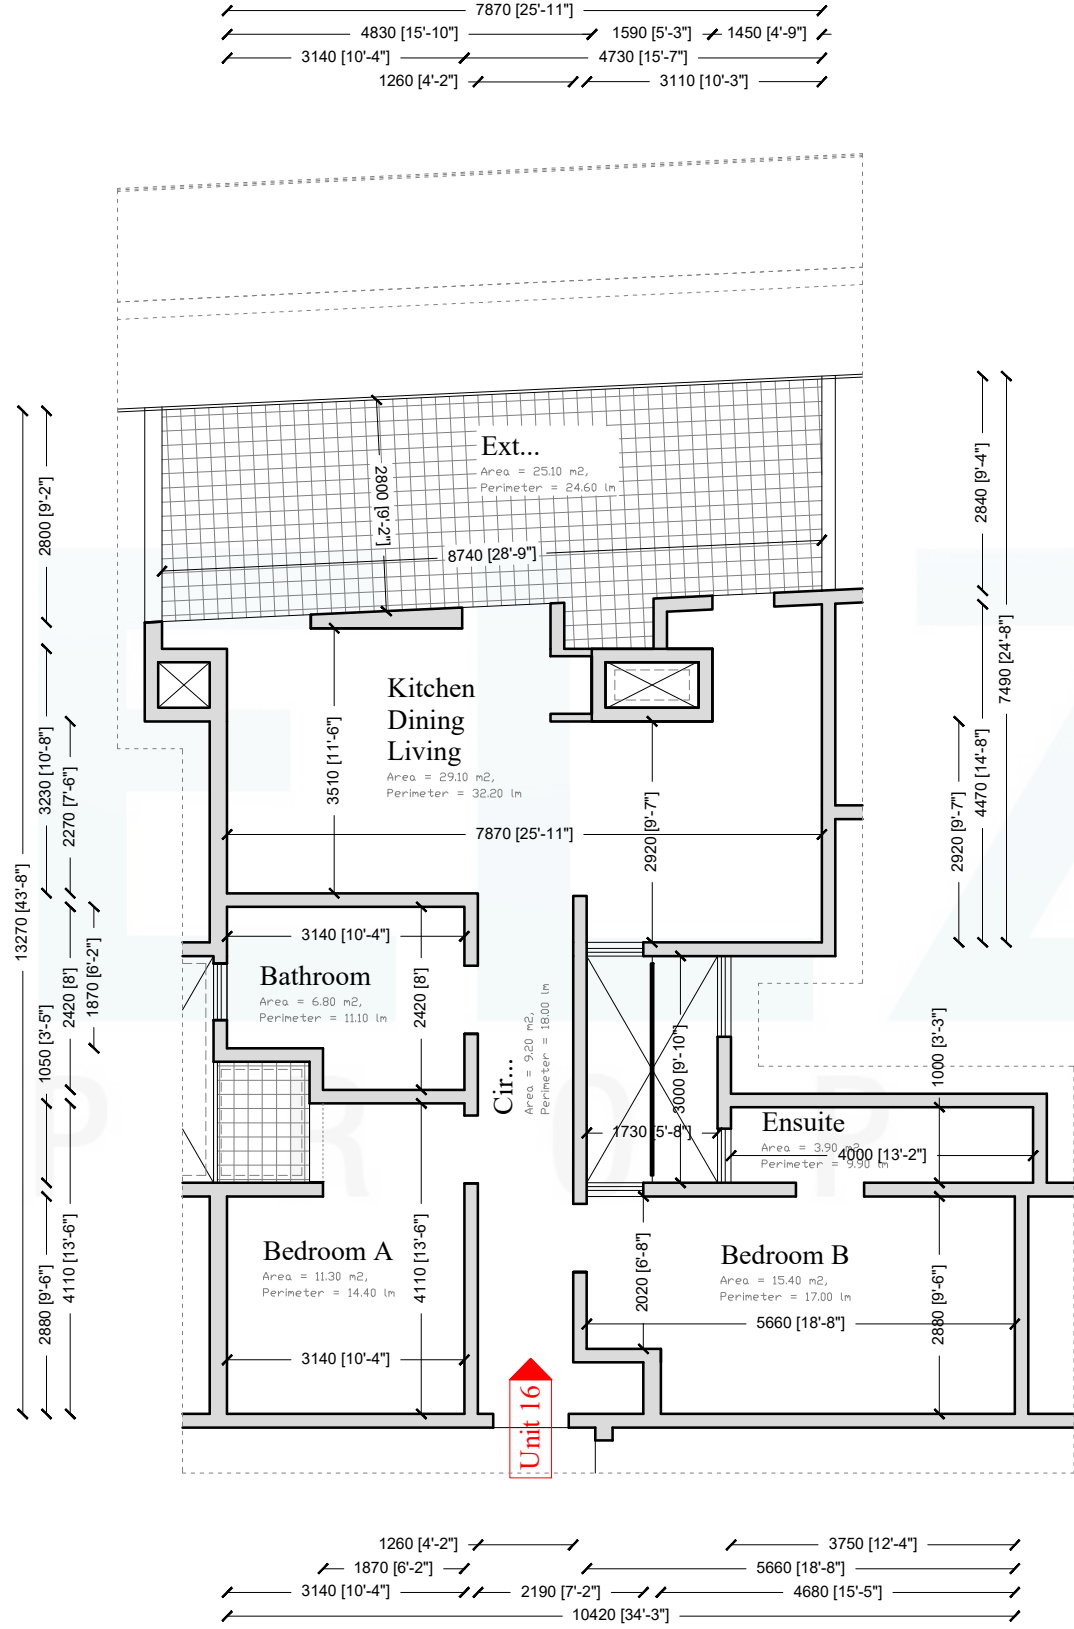 7870 [25'-11"]
4830 [15'-10"]
1590 [5'-3"]
1450 [4'-9"]
3140 [10'-4"]
4730 [15'-7"]
1260 [4'-2"]
3110 [10'-3"]
Ext...
Area = 25.10 m2,
Perimeter = 24.60 lm
2800 [9'-2"]
8740 [28'-9"]
2800 [9'-2"]
2840 [9'-4"]
7490 [24'-8"]
4470 [14'-8"]
2920 [9'-7"]
Kitchen
Dining
Living
Area = 29.10 m2,
Perimeter = 32.20 lm
3510 [11'-6"]
7870 [25'-11"]
2920 [9'-7"]
3230 [10'-8"]
2270 [7'-6"]
13270 [43'-8"]
3140 [10'-4"]
Bathroom
Area = 6.80 m2,
Perimeter = 11.10 lm
2420 [8']
1870 [6'-2"]
2420 [8']
1050 [3'-5"]
Cir...
Area = 9.20 m2,
Perimeter = 18.00 lm
3000 [9'-10"]
1730 [5'-8"]
1000 [3'-3"]
Ensuite
Area = 3.90 m2,
Perimeter = 9.90 lm
4000 [13'-2"]
Bedroom A
Area = 11.30 m2,
Perimeter = 14.40 lm
4110 [13'-6"]
3140 [10'-4"]
4110 [13'-6"]
2880 [9'-6"]
Bedroom B
Area = 15.40 m2,
Perimeter = 17.00 lm
2020 [6'-8"]
5660 [18'-8"]
2880 [9'-6"]
Unit 16
1260 [4'-2"]
3750 [12'-4"]
1870 [6'-2"]
5660 [18'-8"]
3140 [10'-4"]
2190 [7'-2"]
4680 [15'-5"]
10420 [34'-3"]